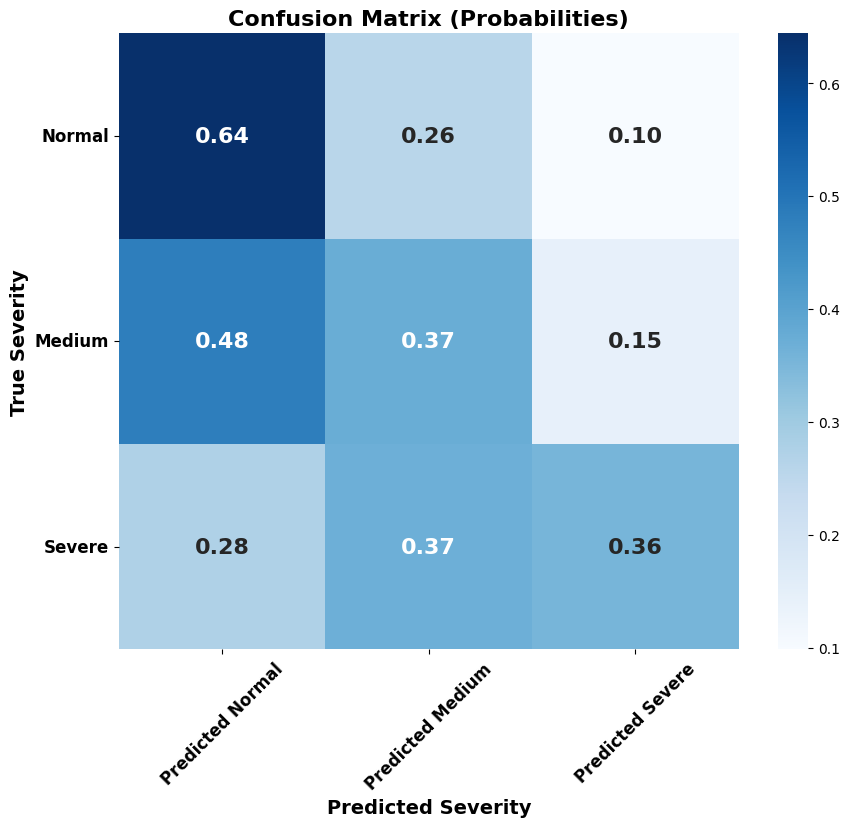 Confusion Matrix (Probabilities)
True Severity
Normal
0.64
0.26
0.10
Medium
0.48
0.37
0.15
Severe
0.28
0.37
0.36
Predicted Normal
Predicted Medium
Predicted Severe
Predicted Severity
0.6
0.5
0.4
0.3
0.2
0.1